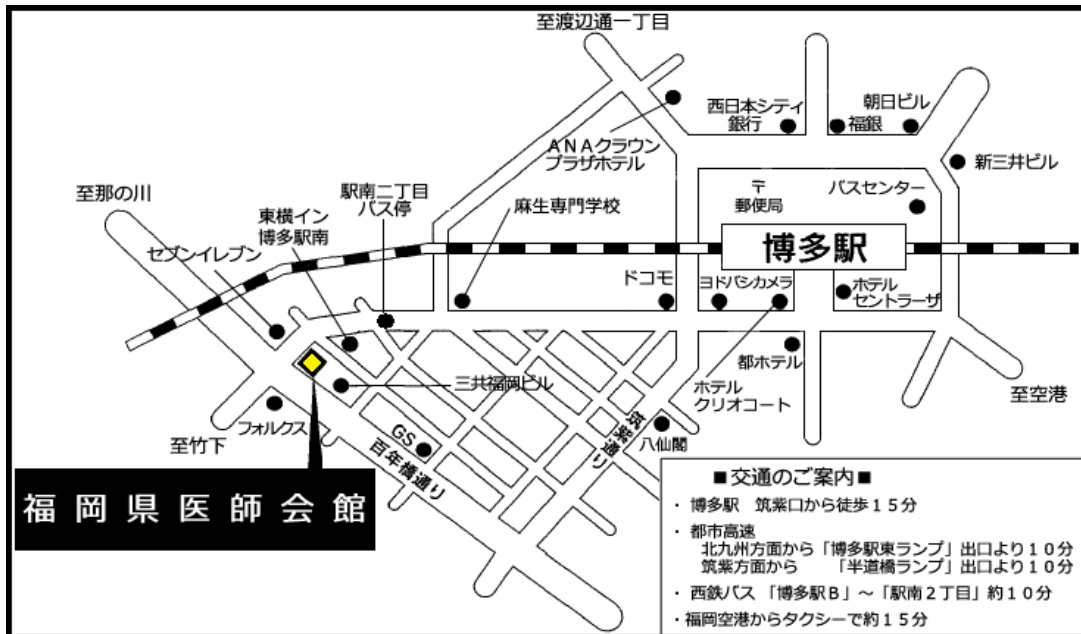 至渡辺通一丁目
西日本シティ
銀行
福銀
朝日ビル
ANAクラウン
プラザホテル
新三井ビル
至那の川
駅南二丁目
バス停
麻生専門学校
〒
郵便局
バスセンター
東横イン
博多駅南
セブンイレブン
博多駅
ドコモ
ヨドバシカメラ
ホテル
セントラーザ
都ホテル
三共福岡ビル
ホテル
クリオコート
至空港
フォルクス
至竹下
GS
百年橋通り
筑紫通り
八仙閣
福岡県医師会館
■交通のご案内■
・博多駅 筑紫口から徒歩15分
・都市高速
北九州方面から「博多駅東ランプ」出口より10分
筑紫方面から 「半道橋ランプ」出口より10分
・西鉄バス 「博多駅B」~「駅南2丁目」約10分
・福岡空港からタクシーで約15分